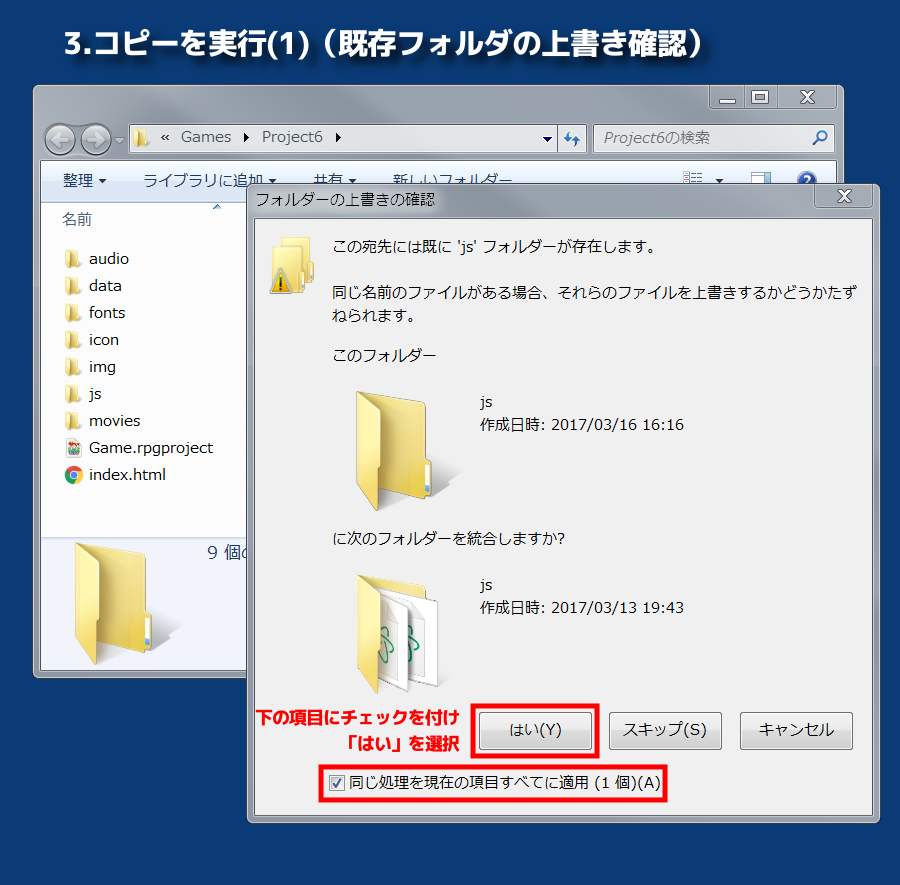 3.コピーを実行(1)（既存フォルダの上書き確認）
« Games ▸ Project6 ▸
Project6の検索
整理
ライブラリに追加
共有
新しいフォルダー
名前
audio
data
fonts
icon
img
js
movies
Game.rpgproject
index.html
9 個の
フォルダーの上書きの確認
この宛先には既に 'js' フォルダーが存在します。
同じ名前のファイルがある場合、それらのファイルを上書きするかどうかたず
ねられます。
このフォルダー
js
作成日時: 2017/03/16 16:16
に次のフォルダーを統合しますか?
js
作成日時: 2017/03/13 19:43
下の項目にチェックを付け
「はい」を選択
はい(Y)
スキップ(S)
キャンセル
同じ処理を現在の項目すべてに適用 (1 個)(A)